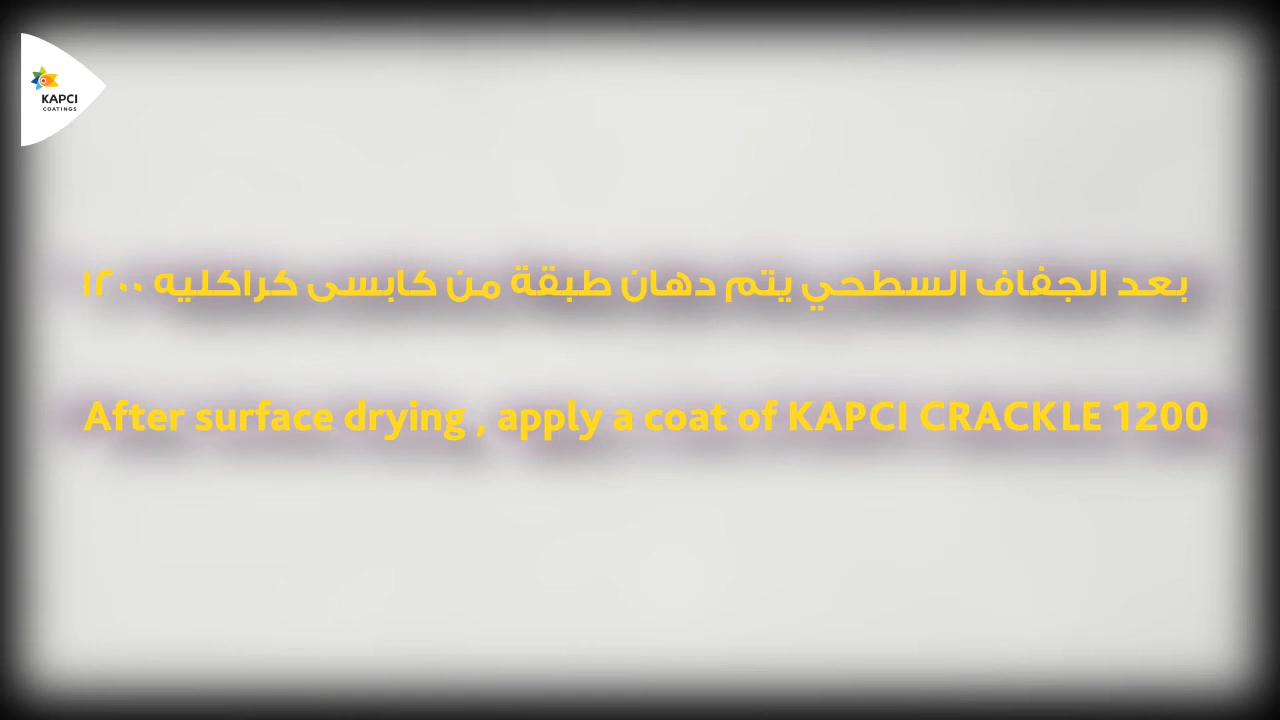 KAPCI
COATINGS
بعد الجفاف السطحي يتم دهان طبقة من كابسى كراكليه ١٢٠٠
After surface drying , apply a coat of KAPCI CRACKLE 1200